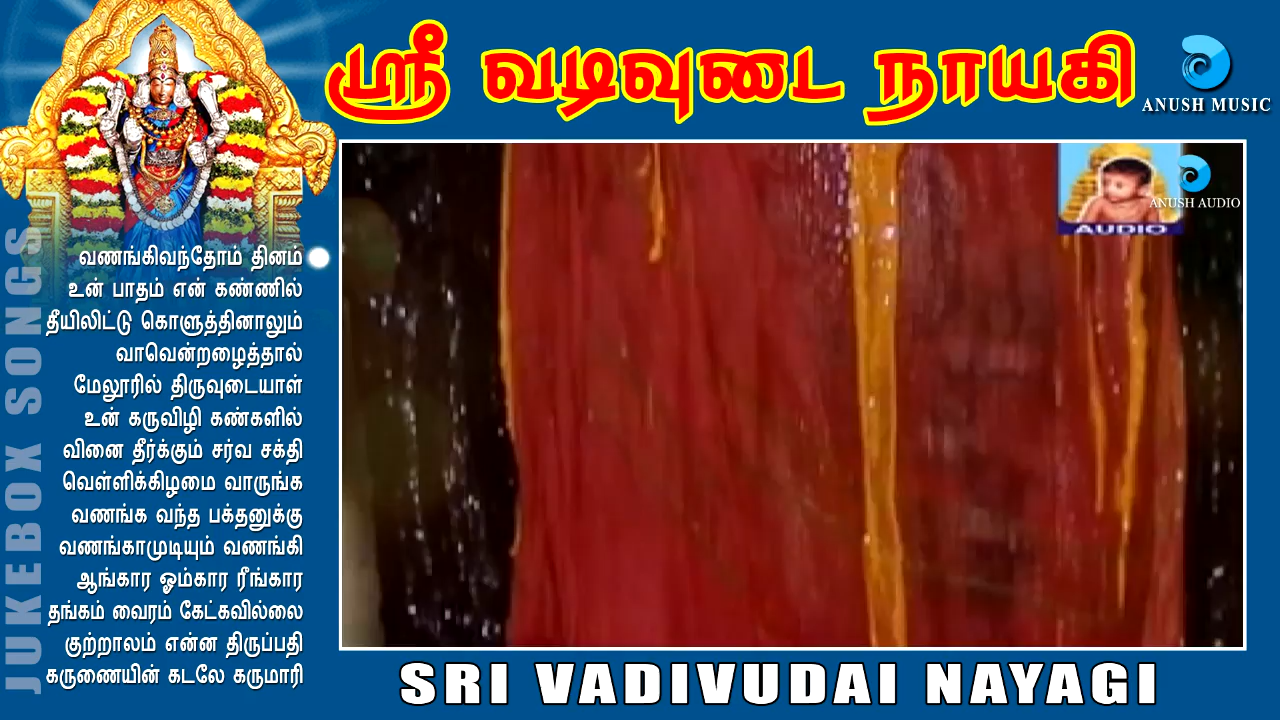 ஸ்ரீ வடிவுடை நாயகி
ANUSH MUSIC
AUDIO
ANUSH AUDIO
JUKEBOX SONGS
வணங்கிவந்தோம் தினம்
உன் பாதம் என் கண்ணில்
தீயிலிட்டு கொளுத்தினாலும்
வாவென்றழைத்தால்
மேலூரில் திருவுடையாள்
உன் கருவிழி கண்களில்
வினை தீர்க்கும் சர்வ சக்தி
வெள்ளிக்கிழமை வாருங்க
வணங்க வந்த பக்தனுக்கு
வணங்காமுடியும் வணங்கி
ஆங்கார ஓம்கார ரீங்கார
தங்கம் வைரம் கேட்கவில்லை
குற்றாலம் என்ன திருப்பதி
கருணையின் கடலே கருமாரி
SRI VADIVUDAI NAYAGI